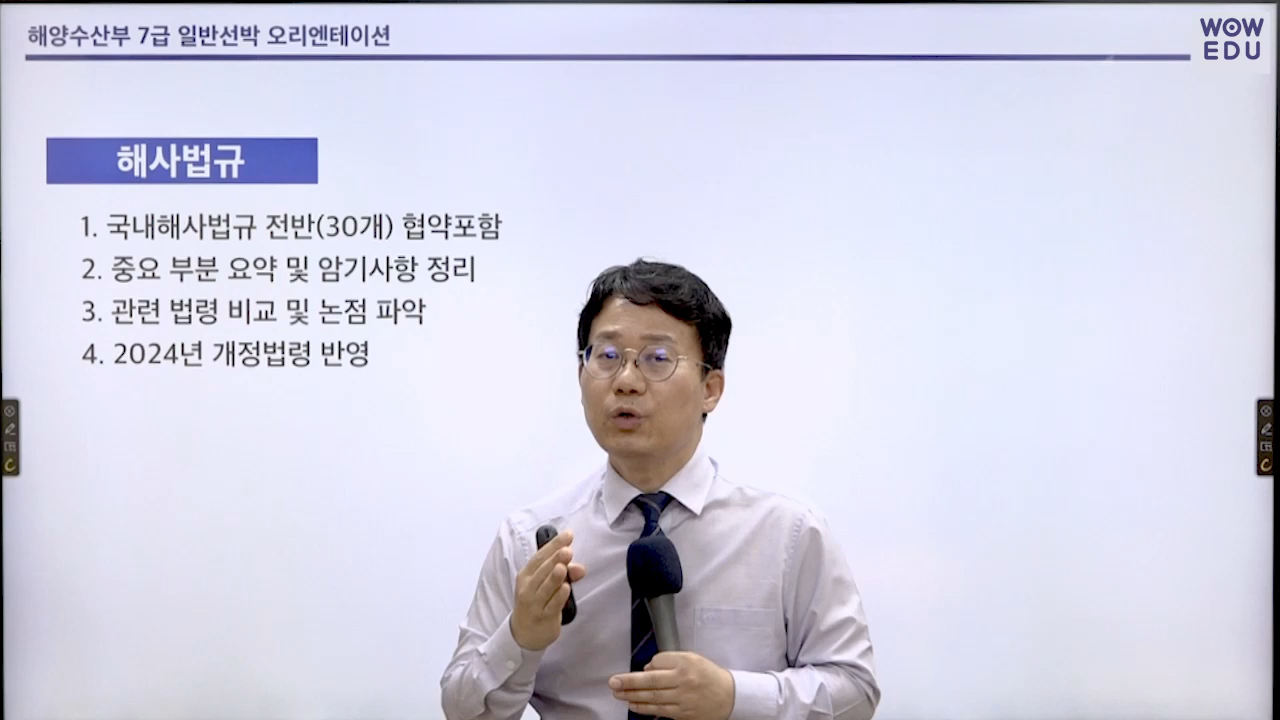 해양수산부 7급 일반선박 오리엔테이션
WOW
EDU
해사법규
1. 국내해사법규 전반(30개) 협약포함
2. 중요 부분 요약 및 암기사항 정리
3. 관련 법령 비교 및 논점 파악
4. 2024년 개정법령 반영